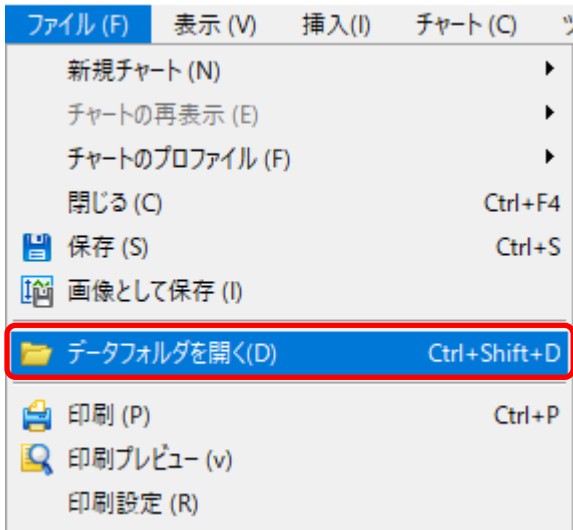 ファイル (F) 表示 (V) 挿入(I) チャート (C)
新規チャート (N)
チャートの再表示 (E)
チャートのプロファイル (F)
閉じる (C) Ctrl+F4
保存 (S) Ctrl+S
画像として保存 (I)
データフォルダを開く(D) Ctrl+Shift+D
印刷 (P) Ctrl+P
印刷プレビュー (v)
印刷設定 (R)